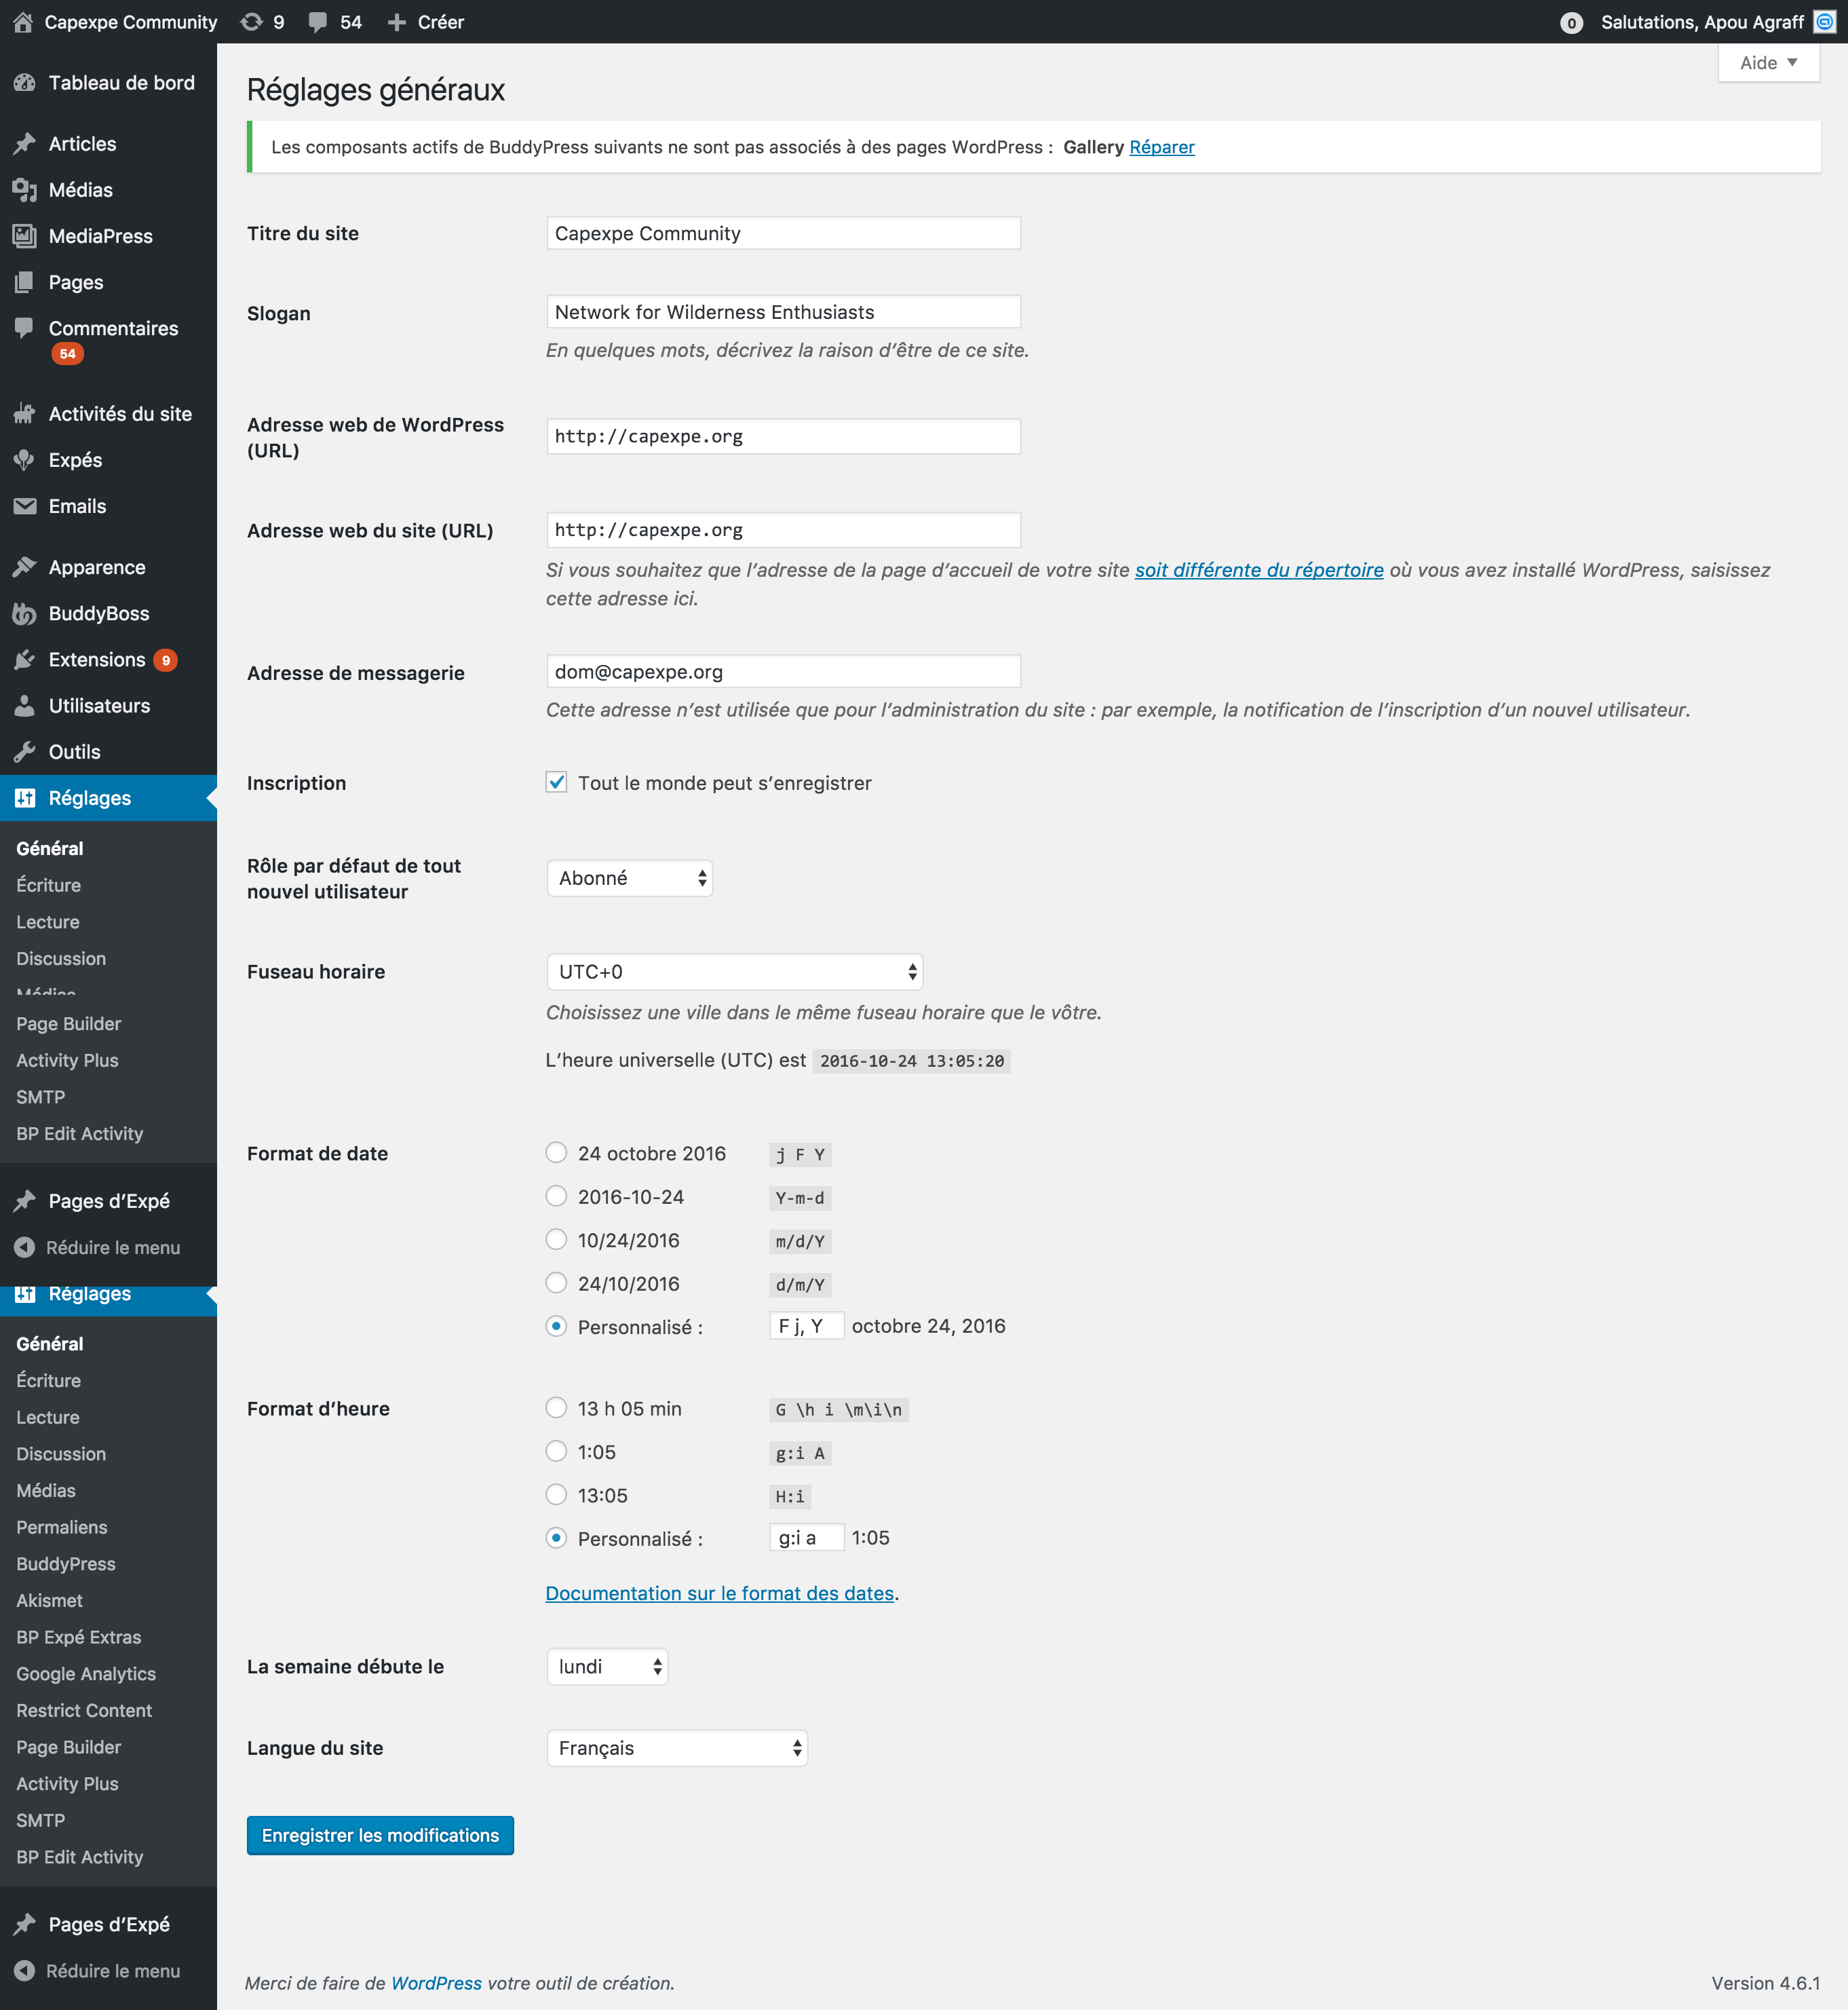 Capexpe Community 9 54 Créer 0 Salutations, Apou Agraff
Tableau de bord
Articles
Médias
MediaPress
Pages
Commentaires
54
Activités du site
Expés
Emails
Apparence
BuddyBoss
Extensions 9
Utilisateurs
Outils
Réglages
Général
Écriture
Lecture
Discussion
Médias
Page Builder
Activity Plus
SMTP
BP Edit Activity
Pages d’Expé
Réduire le menu
Réglages
Général
Écriture
Lecture
Discussion
Médias
Permaliens
BuddyPress
Akismet
BP Expé Extras
Google Analytics
Restrict Content
Page Builder
Activity Plus
SMTP
BP Edit Activity
Pages d’Expé
Réduire le menu
Aide
Réglages généraux
Les composants actifs de BuddyPress suivants ne sont pas associés à des pages WordPress : Gallery Réparer
Titre du site Capexpe Community
Slogan Network for Wilderness Enthusiasts
En quelques mots, décrivez la raison d’être de ce site.
Adresse web de WordPress
(URL)
http://capexpe.org
Adresse web du site (URL) http://capexpe.org
Si vous souhaitez que l’adresse de la page d’accueil de votre site soit différente du répertoire où vous avez installé WordPress, saisissez
cette adresse ici.
Adresse de messagerie dom@capexpe.org
Cette adresse n’est utilisée que pour l’administration du site : par exemple, la notification de l’inscription d’un nouvel utilisateur.
Inscription Tout le monde peut s’enregistrer
Rôle par défaut de tout
nouvel utilisateur
Abonné
Fuseau horaire UTC+0
Choisissez une ville dans le même fuseau horaire que le vôtre.
L’heure universelle (UTC) est 2016-10-24 13:05:20
Format de date 24 octobre 2016 j F Y
2016-10-24 Y-m-d
10/24/2016 m/d/Y
24/10/2016 d/m/Y
Personnalisé : F j, Y octobre 24, 2016
Format d’heure 13 h 05 min G \h i \m\i\n
1:05 g:i A
13:05 H:i
Personnalisé : g:i a 1:05
Documentation sur le format des dates.
La semaine débute le lundi
Langue du site Français
Enregistrer les modifications
Merci de faire de WordPress votre outil de création. Version 4.6.1